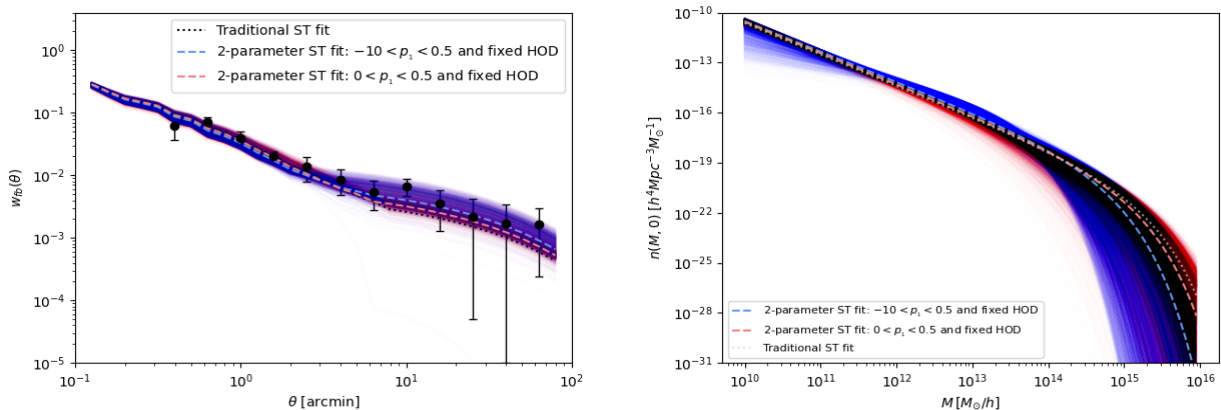 Traditional ST fit
2-parameter ST fit: −10 < p₁ < 0.5 and fixed HOD
2-parameter ST fit: 0 < p₁ < 0.5 and fixed HOD
10⁰
10⁻¹
10⁻²
10⁻³
10⁻⁴
10⁻⁵
w_fb(θ)
10⁻¹ 10⁰ 10¹ 10²
θ [arcmin]
10⁻¹⁰
10⁻¹³
10⁻¹⁶
10⁻¹⁹
10⁻²²
10⁻²⁵
10⁻²⁸
10⁻³¹
n(M, 0) [h⁴Mpc⁻³M⊙⁻¹]
2-parameter ST fit: −10 < p₁ < 0.5 and fixed HOD
2-parameter ST fit: 0 < p₁ < 0.5 and fixed HOD
Traditional ST fit
10¹⁰ 10¹¹ 10¹² 10¹³ 10¹⁴ 10¹⁵ 10¹⁶
M [M⊙/h]